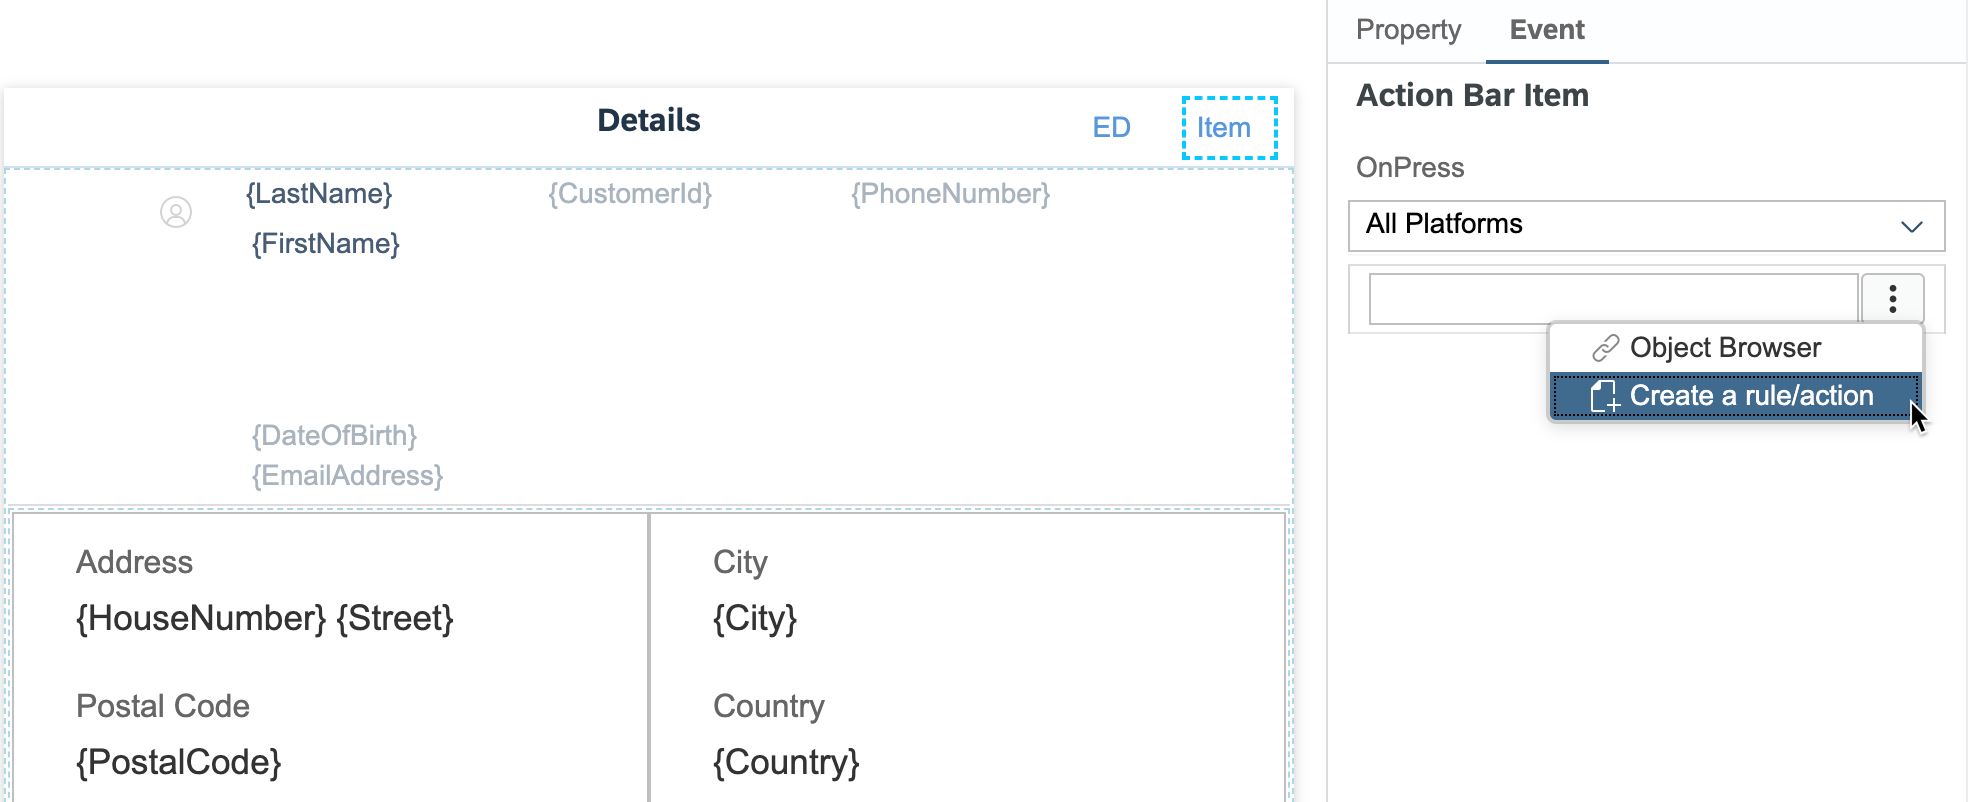 Details
ED
Item
{LastName}
{CustomerId}
{PhoneNumber}
{FirstName}
{DateOfBirth}
{EmailAddress}
Address
{HouseNumber} {Street}
City
{City}
Postal Code
{PostalCode}
Country
{Country}
Property
Event
Action Bar Item
OnPress
All Platforms
Object Browser
Create a rule/action